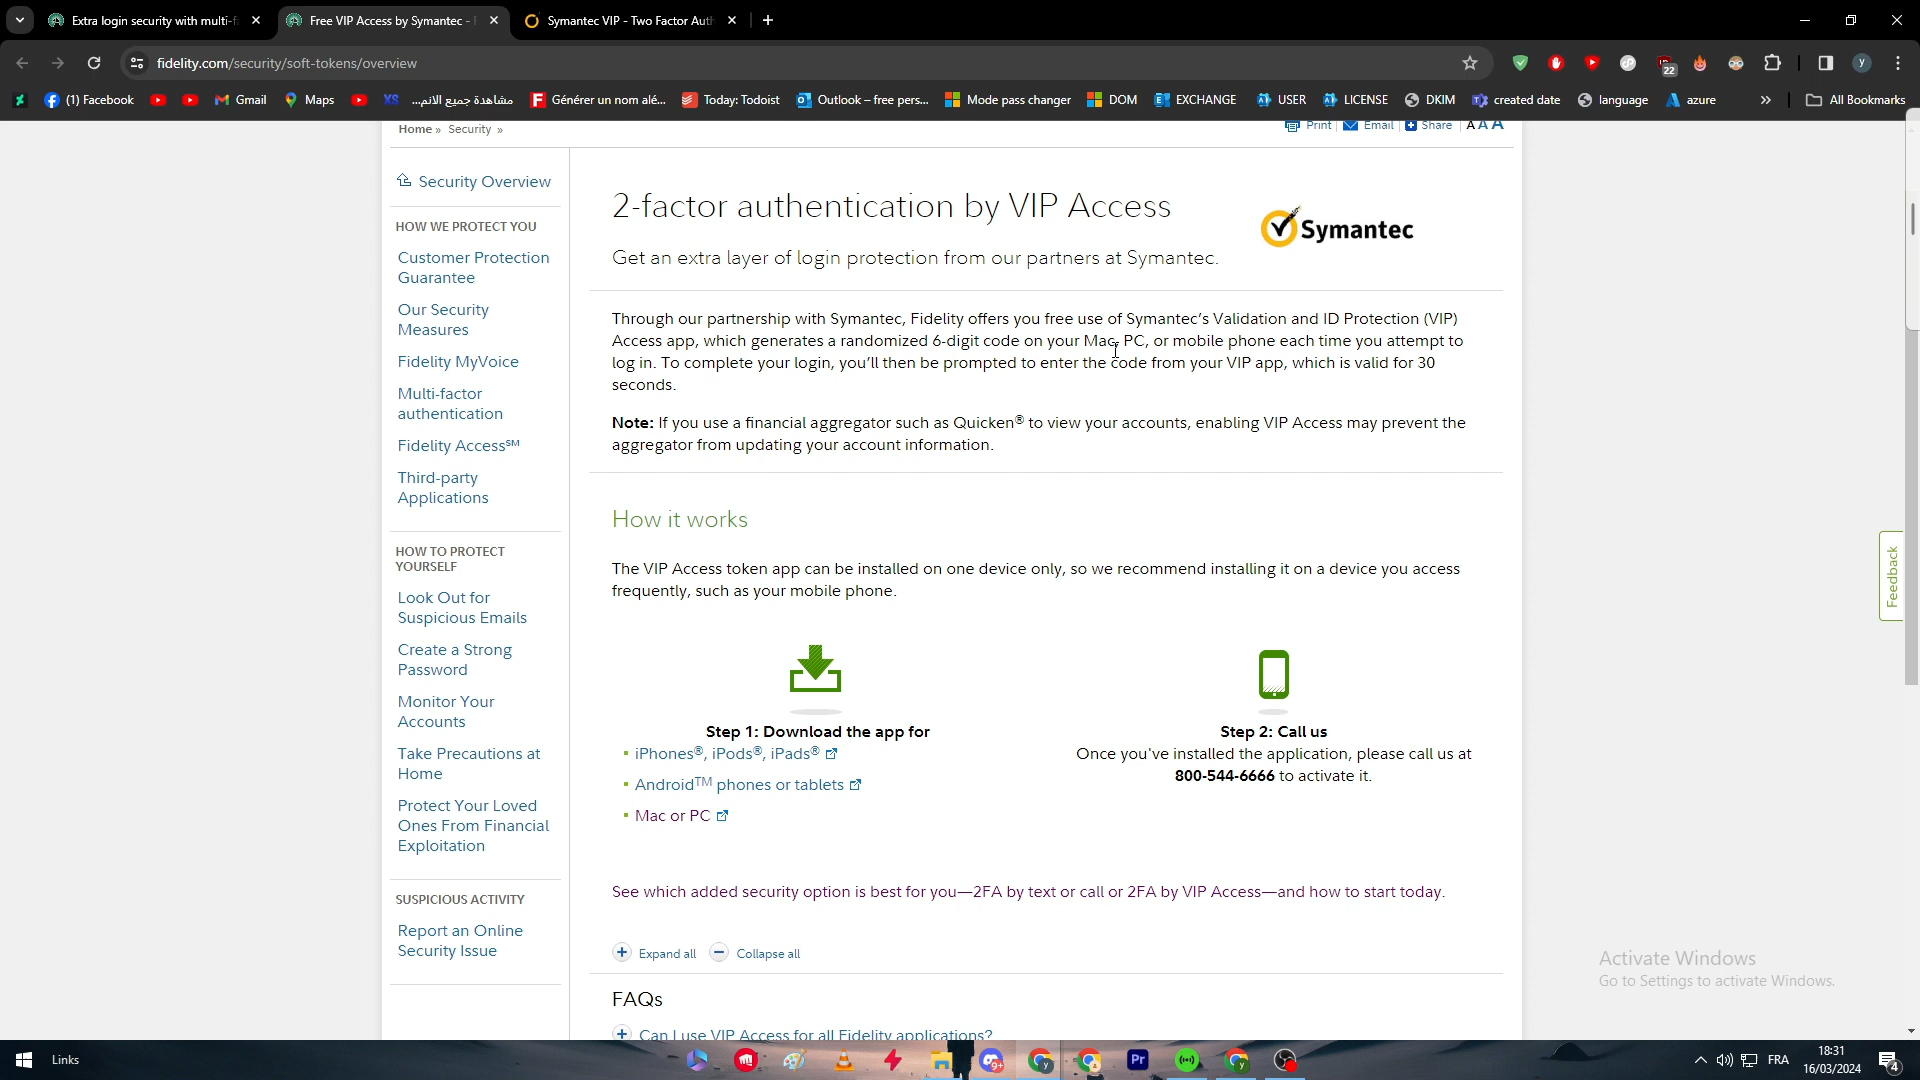 Extra login security with multi-f
Free VIP Access by Symantec -
Symantec VIP - Two Factor Auth
fidelity.com/security/soft-tokens/overview
22
y
(1) Facebook
Gmail
Maps
XS
مشاهدة جميع الانم...
Générer un nom alé...
Today: Todoist
Outlook – free pers...
Mode pass changer
DOM
EXCHANGE
USER
LICENSE
DKIM
created date
language
azure
»
All Bookmarks
Home » Security »
Print
Email
Share
A A A
Security Overview
HOW WE PROTECT YOU
Customer Protection
Guarantee
Our Security
Measures
Fidelity MyVoice
Multi-factor
authentication
Fidelity Access℠
Third-party
Applications
HOW TO PROTECT
YOURSELF
Look Out for
Suspicious Emails
Create a Strong
Password
Monitor Your
Accounts
Take Precautions at
Home
Protect Your Loved
Ones From Financial
Exploitation
SUSPICIOUS ACTIVITY
Report an Online
Security Issue
2-factor authentication by VIP Access
Symantec
Get an extra layer of login protection from our partners at Symantec.
Through our partnership with Symantec, Fidelity offers you free use of Symantec's Validation and ID Protection (VIP)
Access app, which generates a randomized 6-digit code on your Mac, PC, or mobile phone each time you attempt to
log in. To complete your login, you'll then be prompted to enter the code from your VIP app, which is valid for 30
seconds.
Note: If you use a financial aggregator such as Quicken® to view your accounts, enabling VIP Access may prevent the
aggregator from updating your account information.
How it works
The VIP Access token app can be installed on one device only, so we recommend installing it on a device you access
frequently, such as your mobile phone.
Step 1: Download the app for
iPhones®, iPods®, iPads®
Android™ phones or tablets
Mac or PC
Step 2: Call us
Once you've installed the application, please call us at
800-544-6666 to activate it.
See which added security option is best for you—2FA by text or call or 2FA by VIP Access—and how to start today.
Expand all
Collapse all
FAQs
Can I use VIP Access for all Fidelity applications?
Feedback
Activate Windows
Go to Settings to activate Windows.
Links
9+
Pr
FRA
18:31
16/03/2024
4